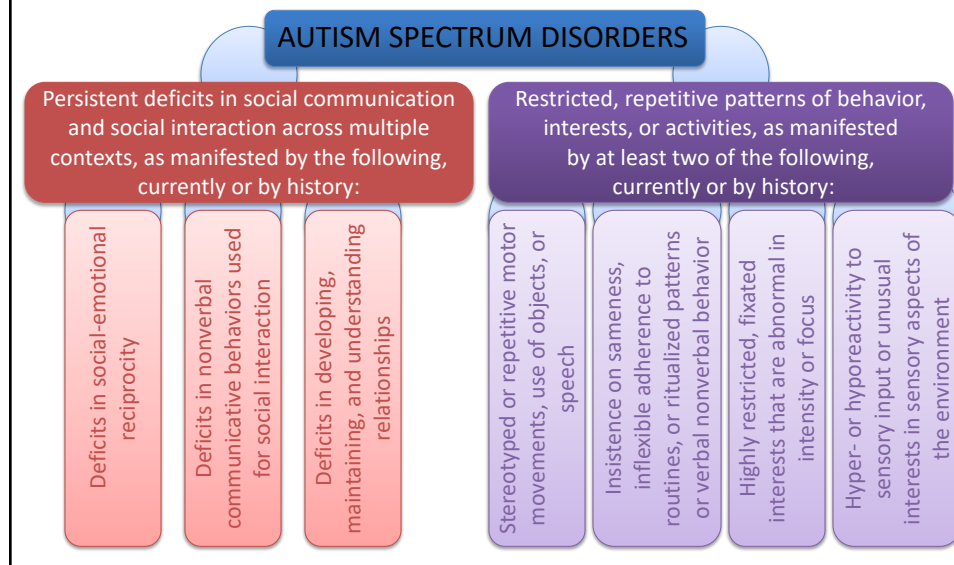 AUTISM SPECTRUM DISORDERS
Persistent deficits in social communication
and social interaction across multiple
contexts, as manifested by the following,
currently or by history:
Deficits in social-emotional
reciprocity
Deficits in nonverbal
communicative behaviors used
for social interaction
Deficits in developing,
maintaining, and understanding
relationships
Restricted, repetitive patterns of behavior,
interests, or activities, as manifested
by at least two of the following,
currently or by history:
Stereotyped or repetitive motor
movements, use of objects, or
speech
Insistence on sameness,
inflexible adherence to
routines, or ritualized patterns
or verbal nonverbal behavior
Highly restricted, fixated
interests that are abnormal in
intensity or focus
Hyper- or hyporeactivity to
sensory input or unusual
interests in sensory aspects of
the environment